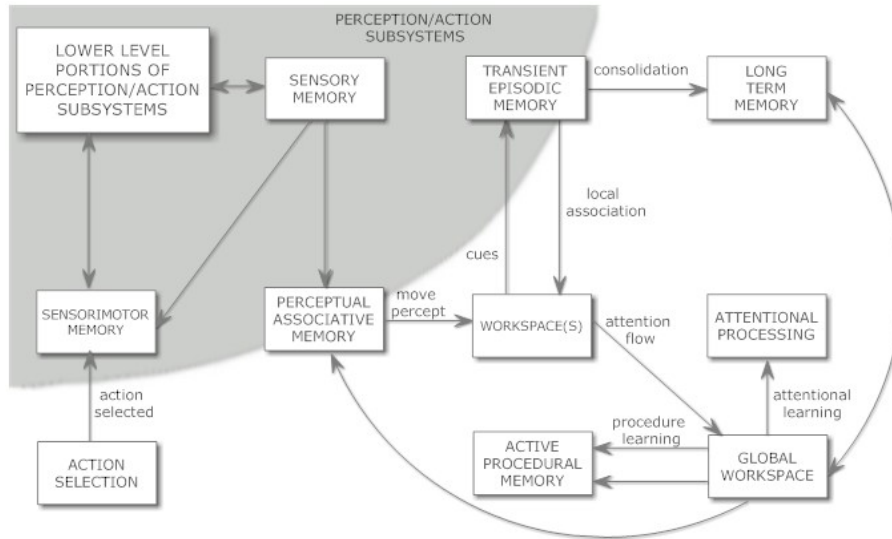 PERCEPTION/ACTION
SUBSYSTEMS
LOWER LEVEL
PORTIONS OF
PERCEPTION/ACTION
SUBSYSTEMS
SENSORY
MEMORY
TRANSIENT
EPISODIC
MEMORY
consolidation
LONG
TERM
MEMORY
local
association
cues
SENSORIMOTOR
MEMORY
PERCEPTUAL
ASSOCIATIVE
MEMORY
move
percept
WORKSPACE(S)
attention
flow
ATTENTIONAL
PROCESSING
action
selected
attentional
learning
procedure
learning
ACTION
SELECTION
ACTIVE
PROCEDURAL
MEMORY
GLOBAL
WORKSPACE